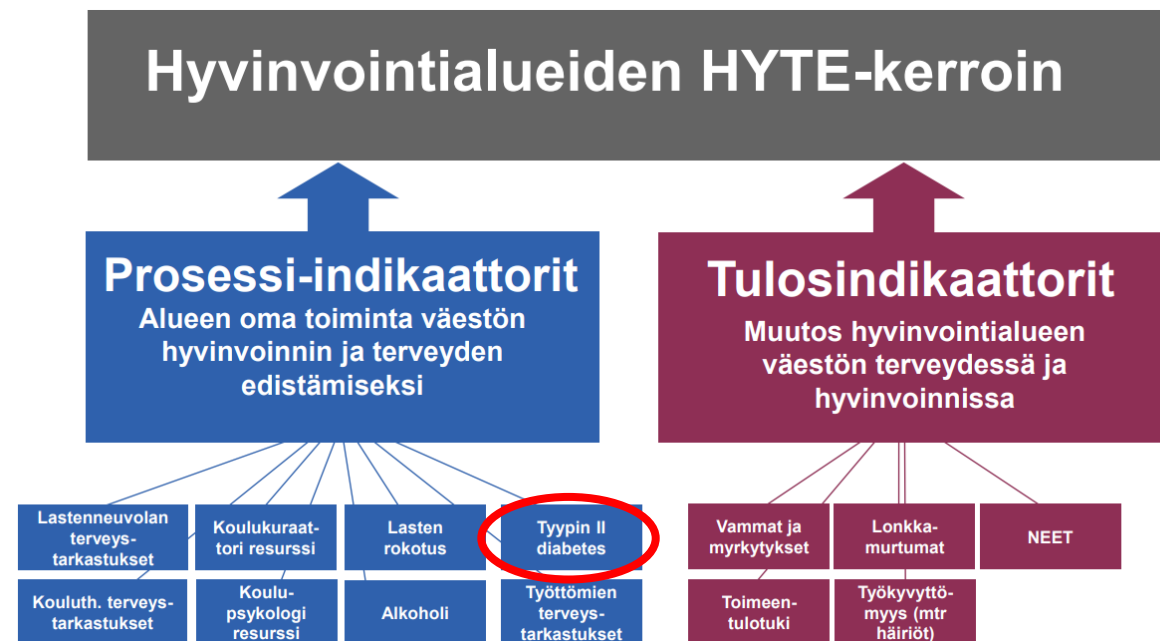 Hyvinvointialueiden HYTE-kerroin
Prosessi-indikaattorit
Alueen oma toiminta väestön
hyvinvoinnin ja terveyden
edistämiseksi
Tulosindikaattorit
Muutos hyvinvointialueen
väestön terveydessä ja
hyvinvoinnissa
Lastenneuvolan
terveys-
tarkastukset
Koulukuraat-
tori resurssi
Lasten
rokotus
Tyypin II
diabetes
Vammat ja
myrkytykset
Lonkka-
murtumat
NEET
Kouluth. terveys-
tarkastukset
Koulu-
psykologi
resurssi
Alkoholi
Työttömien
terveys-
tarkastukset
Toimeen-
tulotuki
Työkyvyttö-
myys (mtr
häiriöt)